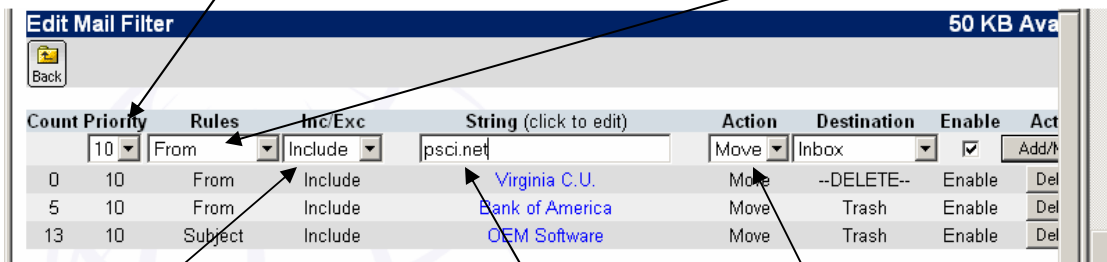 Edit Mail Filter 50 KB Ava
Back
Count Priority Rules Inc/Exc String (click to edit) Action Destination Enable Act
10 From Include psci.net Move Inbox Add/M
0 10 From Include Virginia C.U. Move --DELETE-- Enable Del
5 10 From Include Bank of America Move Trash Enable Del
13 10 Subject Include OEM Software Move Trash Enable Del